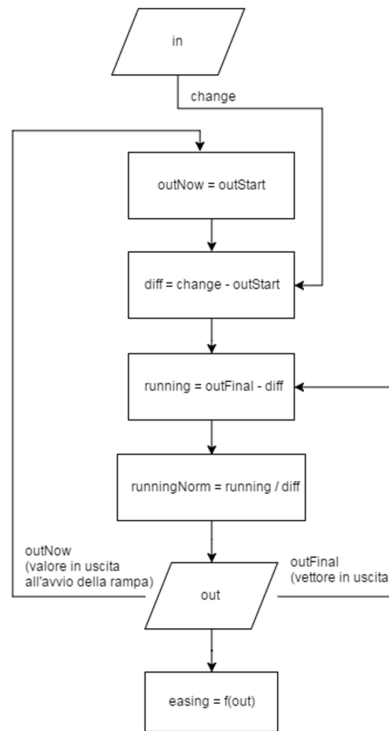 in
change
outNow = outStart
diff = change - outStart
running = outFinal - diff
runningNorm = running / diff
outNow
(valore in uscita
all'avvio della rampa)
outFinal
(vettore in uscita)
out
easing = f(out)